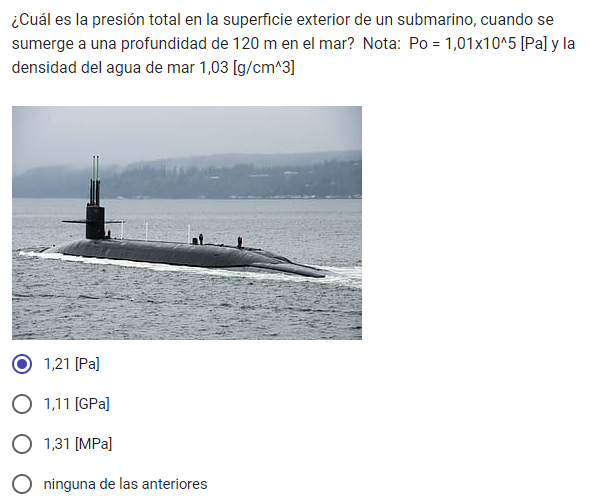 ¿Cuál es la presión total en la superficie exterior de un submarino, cuando se
sumerge a una profundidad de 120 m en el mar? Nota: Po = 1,01x10^5 [Pa] y la
densidad del agua de mar 1,03 [g/cm^3]
1,21 [Pa]
1,11 [GPa]
1,31 [MPa]
ninguna de las anteriores